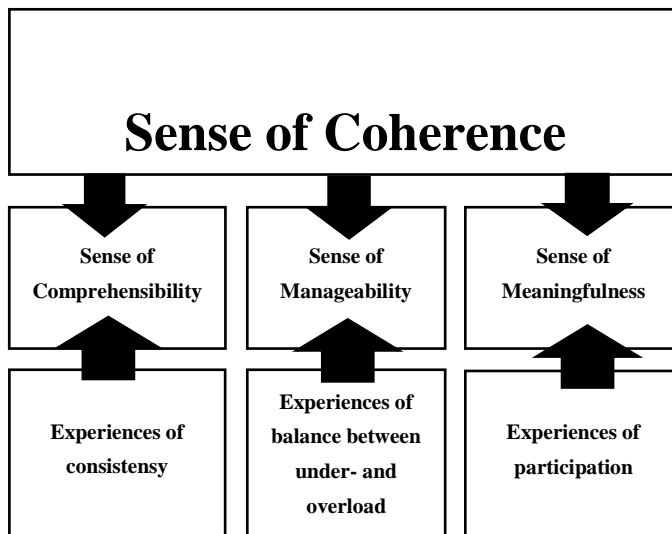 Sense of Coherence
Sense of
Comprehensibility
Sense of
Manageability
Sense of
Meaningfulness
Experiences of
consistensy
Experiences of
balance between
under- and
overload
Experiences of
participation